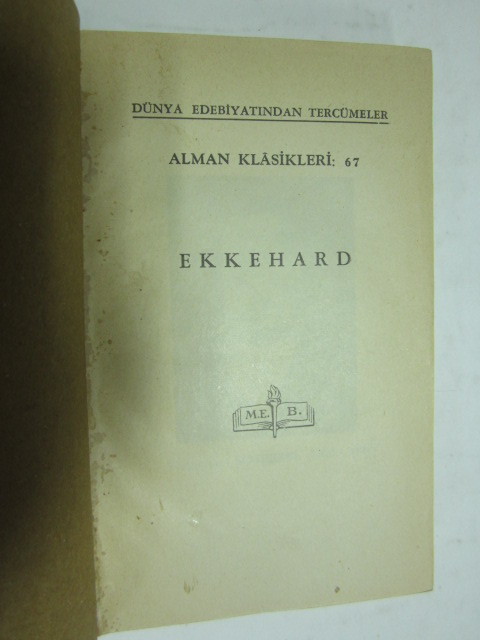 DÜNYA EDEBİYATINDAN TERCÜMELER
ALMAN KLÂSİKLERİ: 67
EKKEHARD
M.E. B.